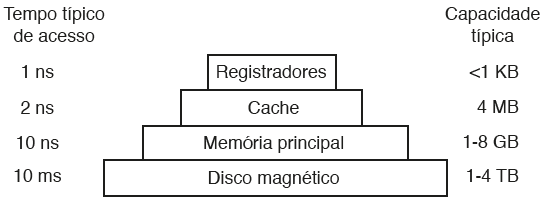 Tempo típico
de acesso
Capacidade
típica
1 ns
Registradores
<1 KB
2 ns
Cache
4 MB
10 ns
Memória principal
1-8 GB
10 ms
Disco magnético
1-4 TB